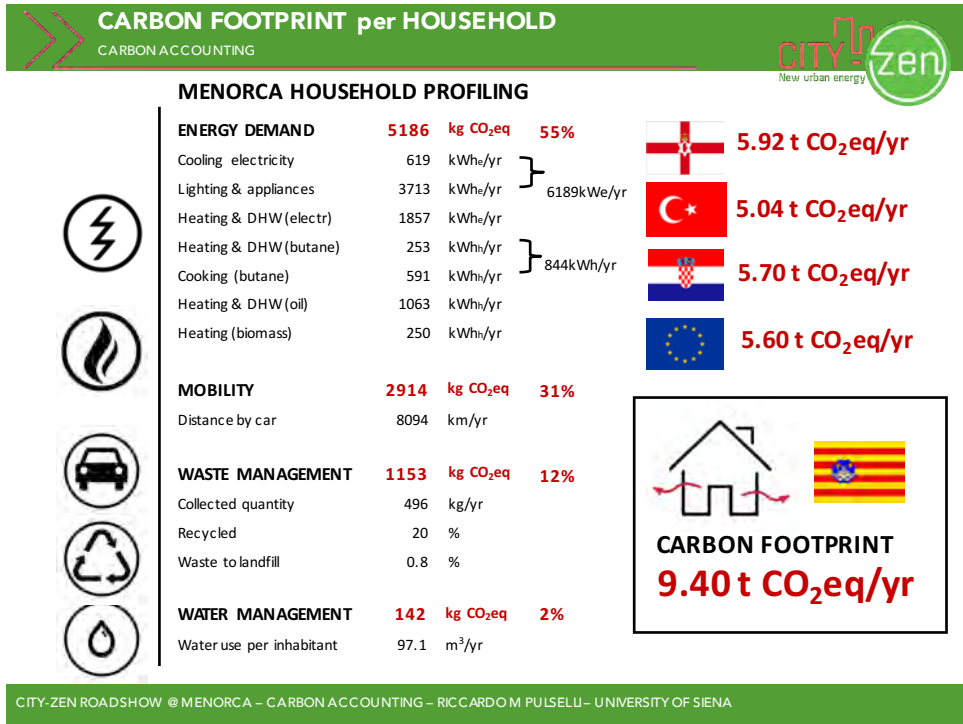 CARBON FOOTPRINT per HOUSEHOLD
CARBON ACCOUNTING
CITY zen
New urban energy
MENORCA HOUSEHOLD PROFILING
ENERGY DEMAND 5186 kg CO₂eq 55%
Cooling electricity 619 kWhe/yr
Lighting & appliances 3713 kWhe/yr
6189kWe/yr
Heating & DHW (electr) 1857 kWhe/yr
Heating & DHW (butane) 253 kWhh/yr
844kWh/yr
Cooking (butane) 591 kWhh/yr
Heating & DHW (oil) 1063 kWhh/yr
Heating (biomass) 250 kWhh/yr
MOBILITY 2914 kg CO₂eq 31%
Distance by car 8094 km/yr
WASTE MANAGEMENT 1153 kg CO₂eq 12%
Collected quantity 496 kg/yr
Recycled 20 %
Waste to landfill 0.8 %
WATER MANAGEMENT 142 kg CO₂eq 2%
Water use per inhabitant 97.1 m³/yr
5.92 t CO₂eq/yr
5.04 t CO₂eq/yr
5.70 t CO₂eq/yr
5.60 t CO₂eq/yr
CARBON FOOTPRINT
9.40 t CO₂eq/yr
CITY-ZEN ROADSHOW @ MENORCA – CARBON ACCOUNTING – RICCARDO M PULSELLI – UNIVERSITY OF SIENA